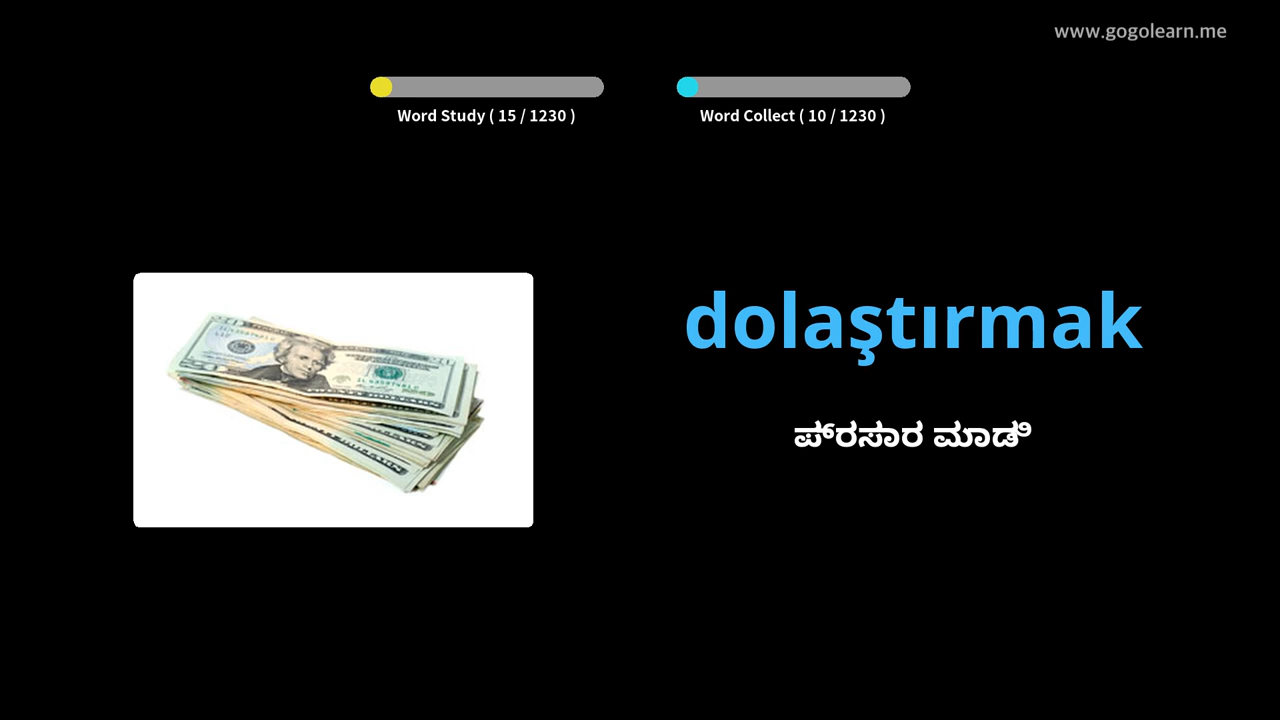 www.gogolearn.me
Word Study ( 15 / 1230 )
Word Collect ( 10 / 1230 )
dolaştırmak
ಪ್ರಸಾರ ಮಾಡಿ